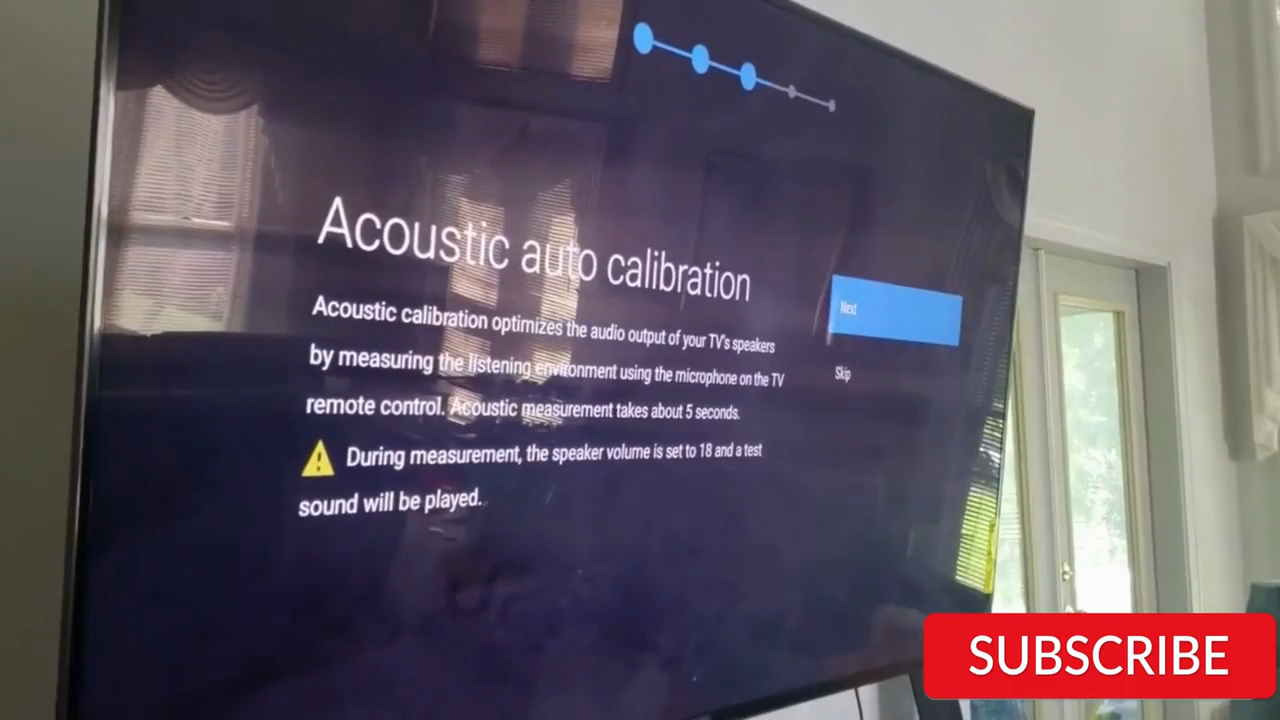 Acoustic auto calibration
Acoustic calibration optimizes the audio output of your TV's speakers
by measuring the listening environment using the microphone on the TV
remote control. Acoustic measurement takes about 5 seconds.
During measurement, the speaker volume is set to 18 and a test
sound will be played.
Next
Skip
SUBSCRIBE